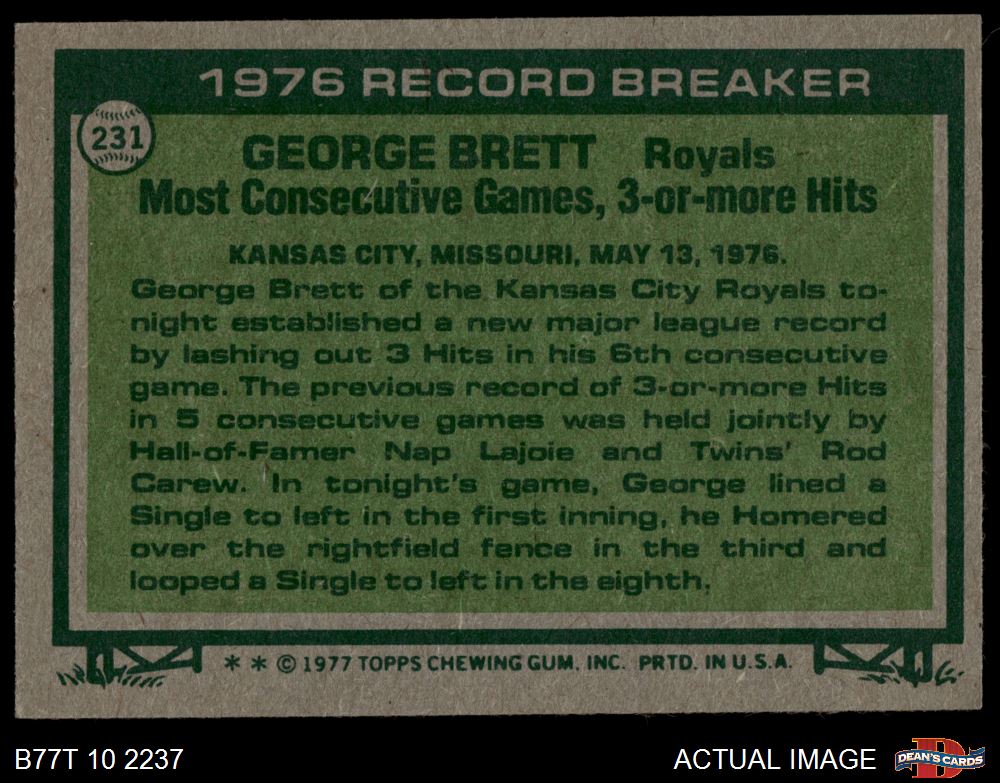 1976 RECORD BREAKER
231
GEORGE BRETT Royals
Most Consecutive Games, 3-or-more Hits
KANSAS CITY, MISSOURI, MAY 13, 1976.
George Brett of the Kansas City Royals to-
night established a new major league record
by lashing out 3 Hits in his 6th consecutive
game. The previous record of 3-or-more Hits
in 5 consecutive games was held jointly by
Hall-of-Famer Nap Lajoie and Twins' Rod
Carew. In tonight's game, George lined a
Single to left in the first inning, he Homered
over the rightfield fence in the third and
looped a Single to left in the eighth.
* * © 1977 TOPPS CHEWING GUM, INC. PRTD. IN U.S.A.
B77T 10 2237
ACTUAL IMAGE
D
DEAN'S CARDS